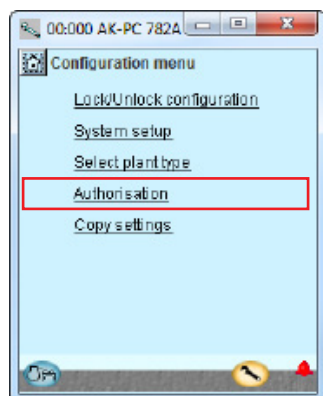 00:000 AK-PC 782A
Configuration menu
Lock/Unlock configuration
System setup
Select plant type
Authorisation
Copy settings